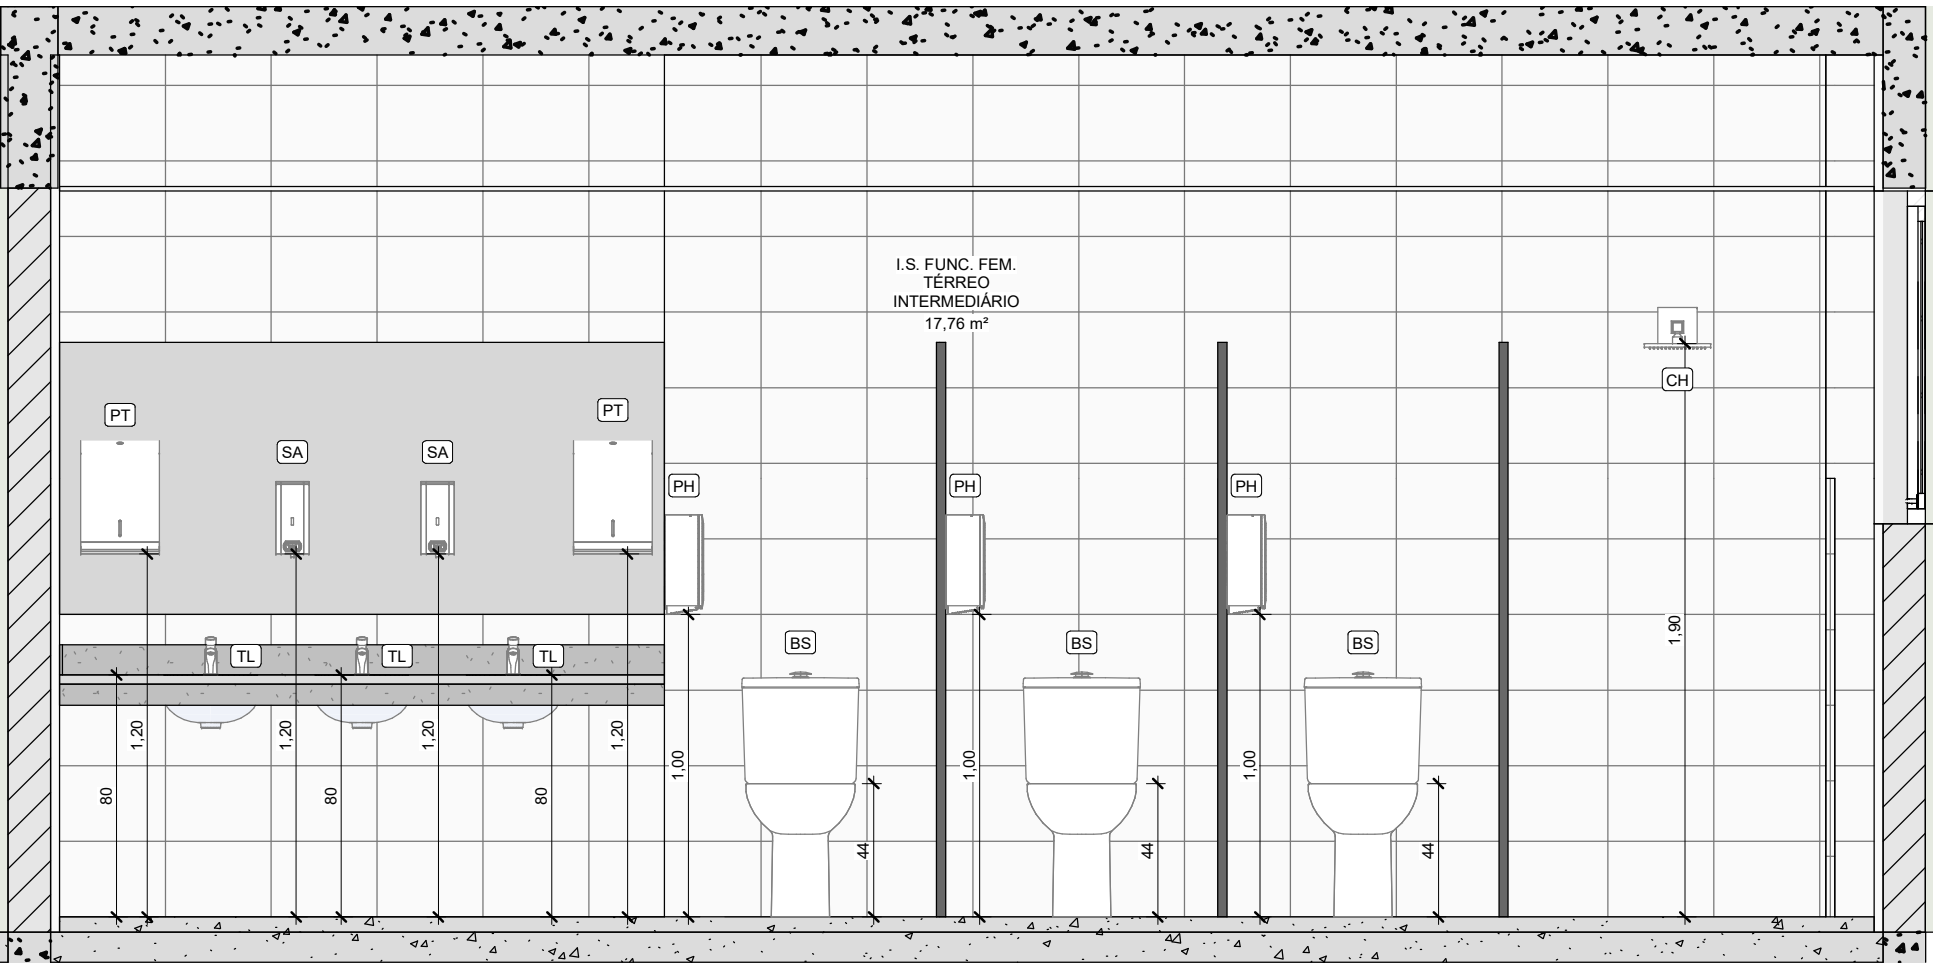 I.S. FUNC. FEM.
TÉRREO
INTERMEDIÁRIO
17,76 m²
CH
PT
PT
SA
SA
PH
PH
PH
1,90
BS
BS
BS
TL
TL
TL
1,20
1,20
1,20
1,20
1,00
1,00
1,00
80
80
80
44
44
44